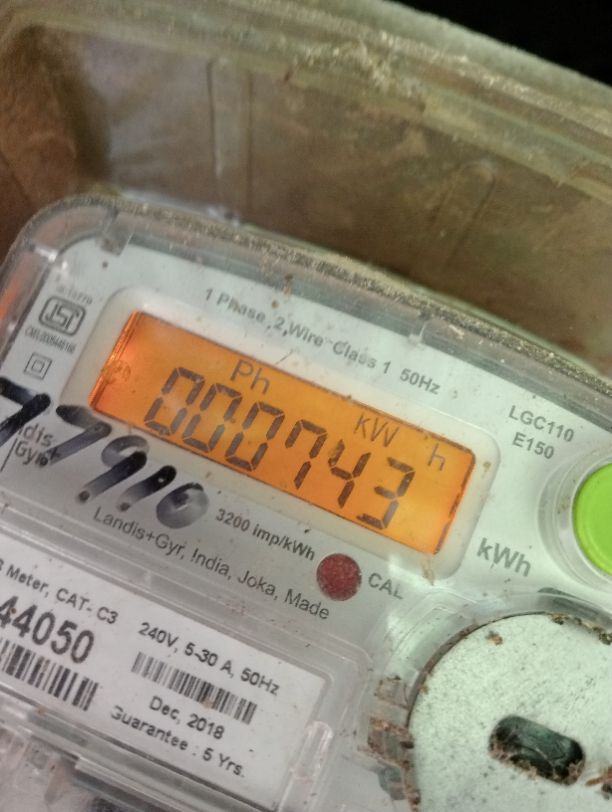 1 Phase, 2,Wire Class 1 50Hz
LGC110
E150
Ph
kW h
000743
77910
3200 imp/kWh
kWh
Landis+Gyr, India, Joka, Made
CAL
Meter, CAT- C3
44050
240V, 5-30 A, 50Hz
Dec, 2018
Guarantee : 5 Yrs.